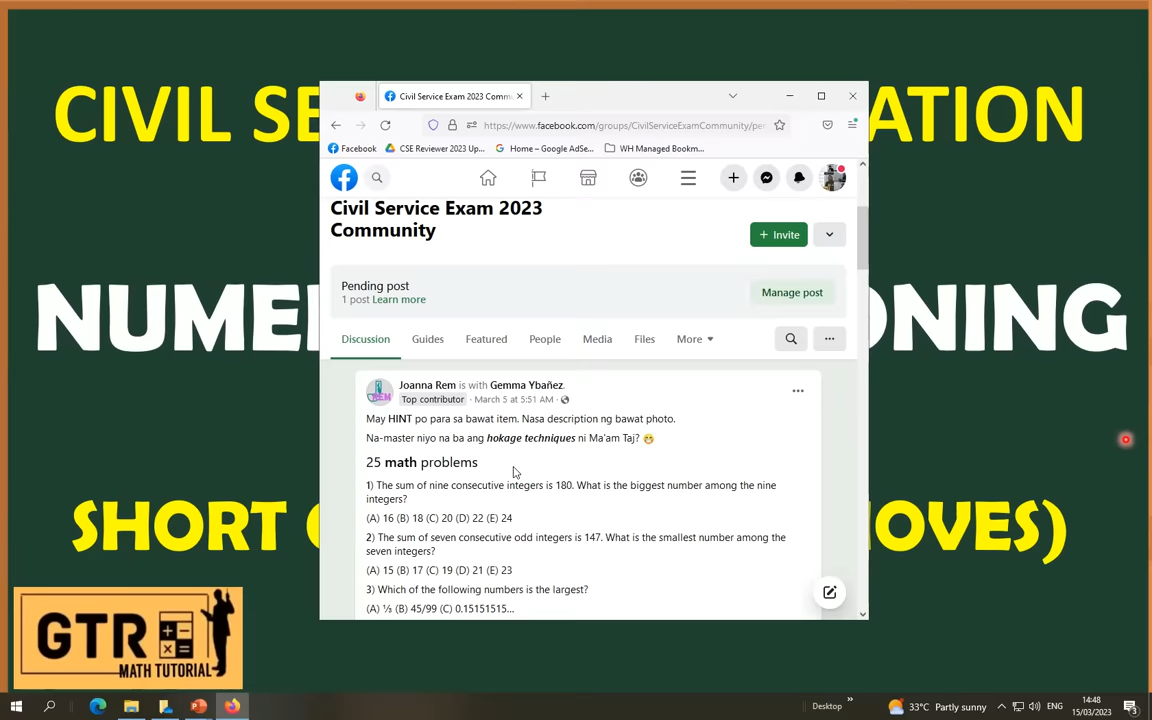 CIVIL SE
ATION
NUME
ONING
SHORT
OVES)
GTR
MATH TUTORIAL
Civil Service Exam 2023 Comm
https://www.facebook.com/groups/CivilServiceExamCommunity/pe
Facebook
CSE Reviewer 2023 Up...
Home – Google AdSe...
WH Managed Bookm...
Civil Service Exam 2023
Community
+ Invite
Pending post
1 post Learn more
Manage post
Discussion Guides Featured People Media Files More
Joanna Rem is with Gemma Ybañez.
Top contributor · March 5 at 5:51 AM ·
May HINT po para sa bawat item. Nasa description ng bawat photo.
Na-master niyo na ba ang hokage techniques ni Ma'am Taj? 😁
25 math problems
1) The sum of nine consecutive integers is 180. What is the biggest number among the nine
integers?
(A) 16 (B) 18 (C) 20 (D) 22 (E) 24
2) The sum of seven consecutive odd integers is 147. What is the smallest number among the
seven integers?
(A) 15 (B) 17 (C) 19 (D) 21 (E) 23
3) Which of the following numbers is the largest?
(A) ⅓ (B) 45/99 (C) 0.15151515...
Desktop
33°C Partly sunny
ENG
14:48
15/03/2023
3